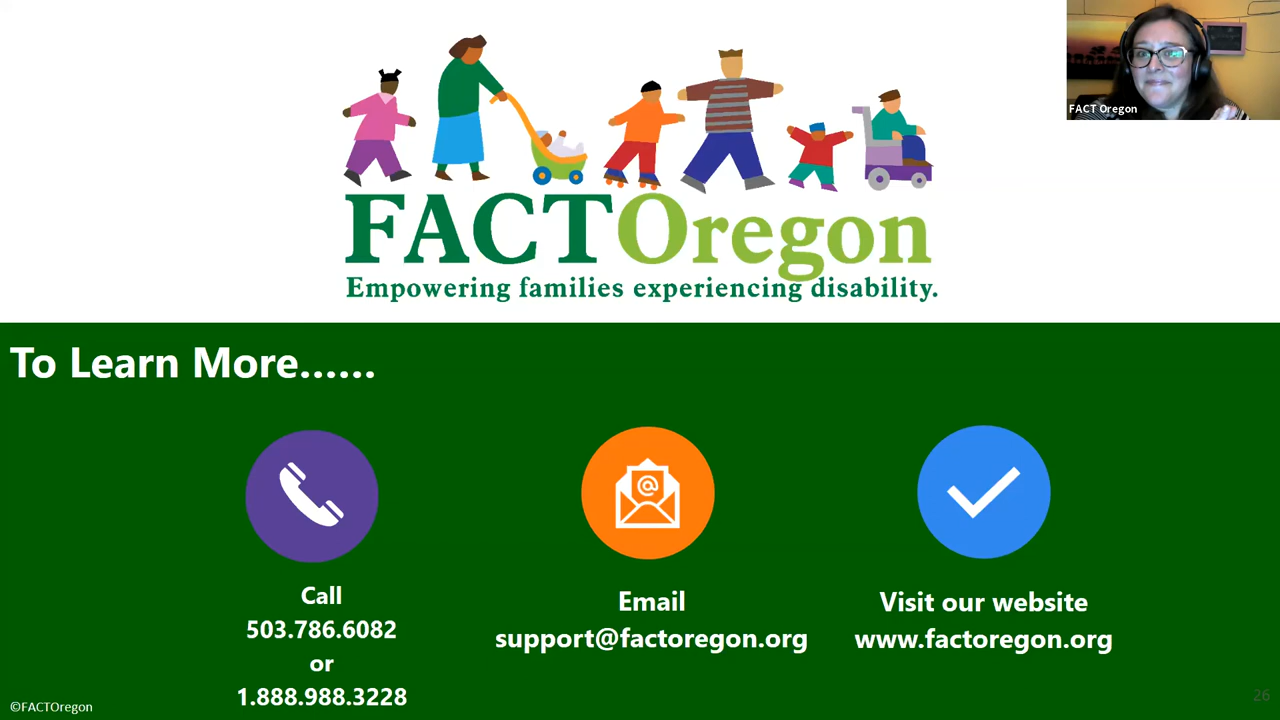 FACT Oregon
FACTOregon
Empowering families experiencing disability.
To Learn More......
Call
503.786.6082
or
1.888.988.3228
Email
support@factoregon.org
Visit our website
www.factoregon.org
©FACTOregon
26